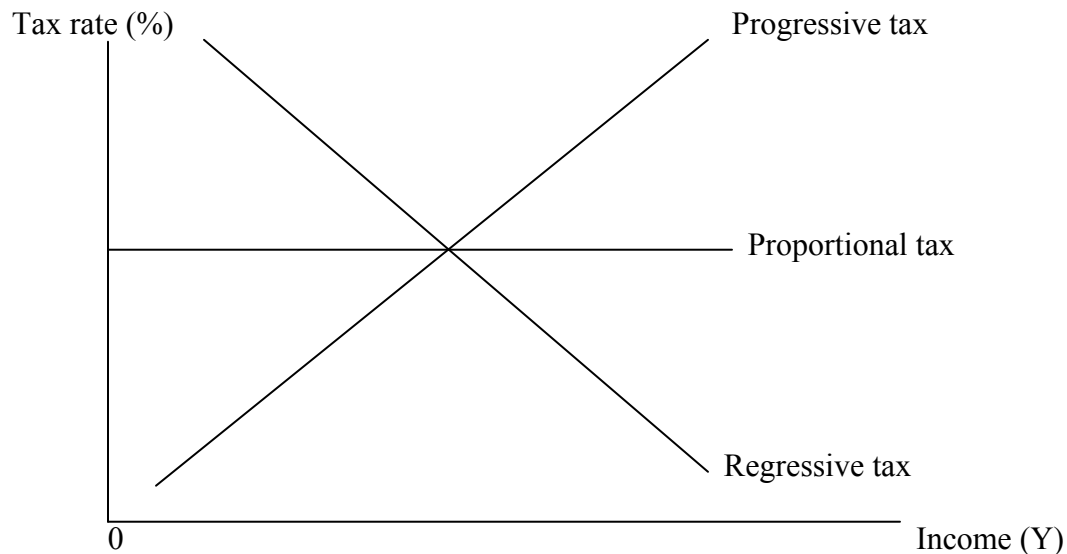 Tax rate (%)
Progressive tax
Proportional tax
Regressive tax
0
Income (Y)